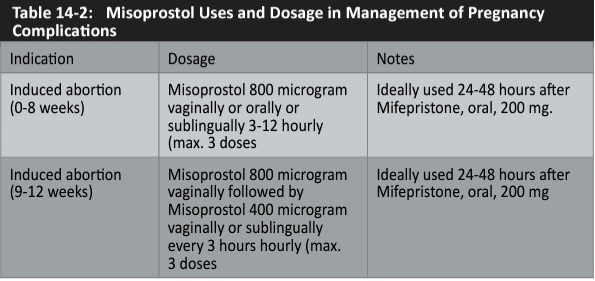 Table 14-2: Misoprostol Uses and Dosage in Management of Pregnancy
Complications
Indication
Dosage
Notes
Induced abortion
(0-8 weeks)
Misoprostol 800 microgram
vaginally or orally or
sublingually 3-12 hourly
(max. 3 doses
Ideally used 24-48 hours after
Mifepristone, oral, 200 mg.
Induced abortion
(9-12 weeks)
Misoprostol 800 microgram
vaginally followed by
Misoprostol 400 microgram
vaginally or sublingually
every 3 hours hourly (max.
3 doses
Ideally used 24-48 hours after
Mifepristone, oral, 200 mg